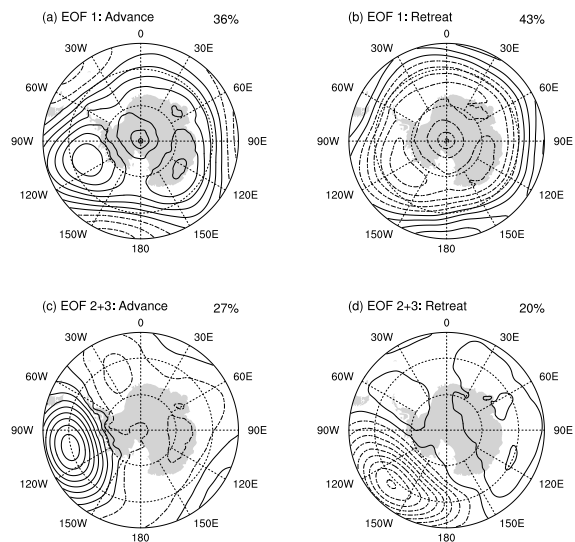 (a) EOF 1: Advance 36%
0
30W 30E
60W 60E
90W 90E
120W 120E
150W 150E
180
(b) EOF 1: Retreat 43%
0
30W 30E
60W 60E
90W 90E
120W 120E
150W 150E
180
(c) EOF 2+3: Advance 27%
0
30W 30E
60W 60E
90W 90E
120W 120E
150W 150E
180
(d) EOF 2+3: Retreat 20%
0
30W 30E
60W 60E
90W 90E
120W 120E
150W 150E
180